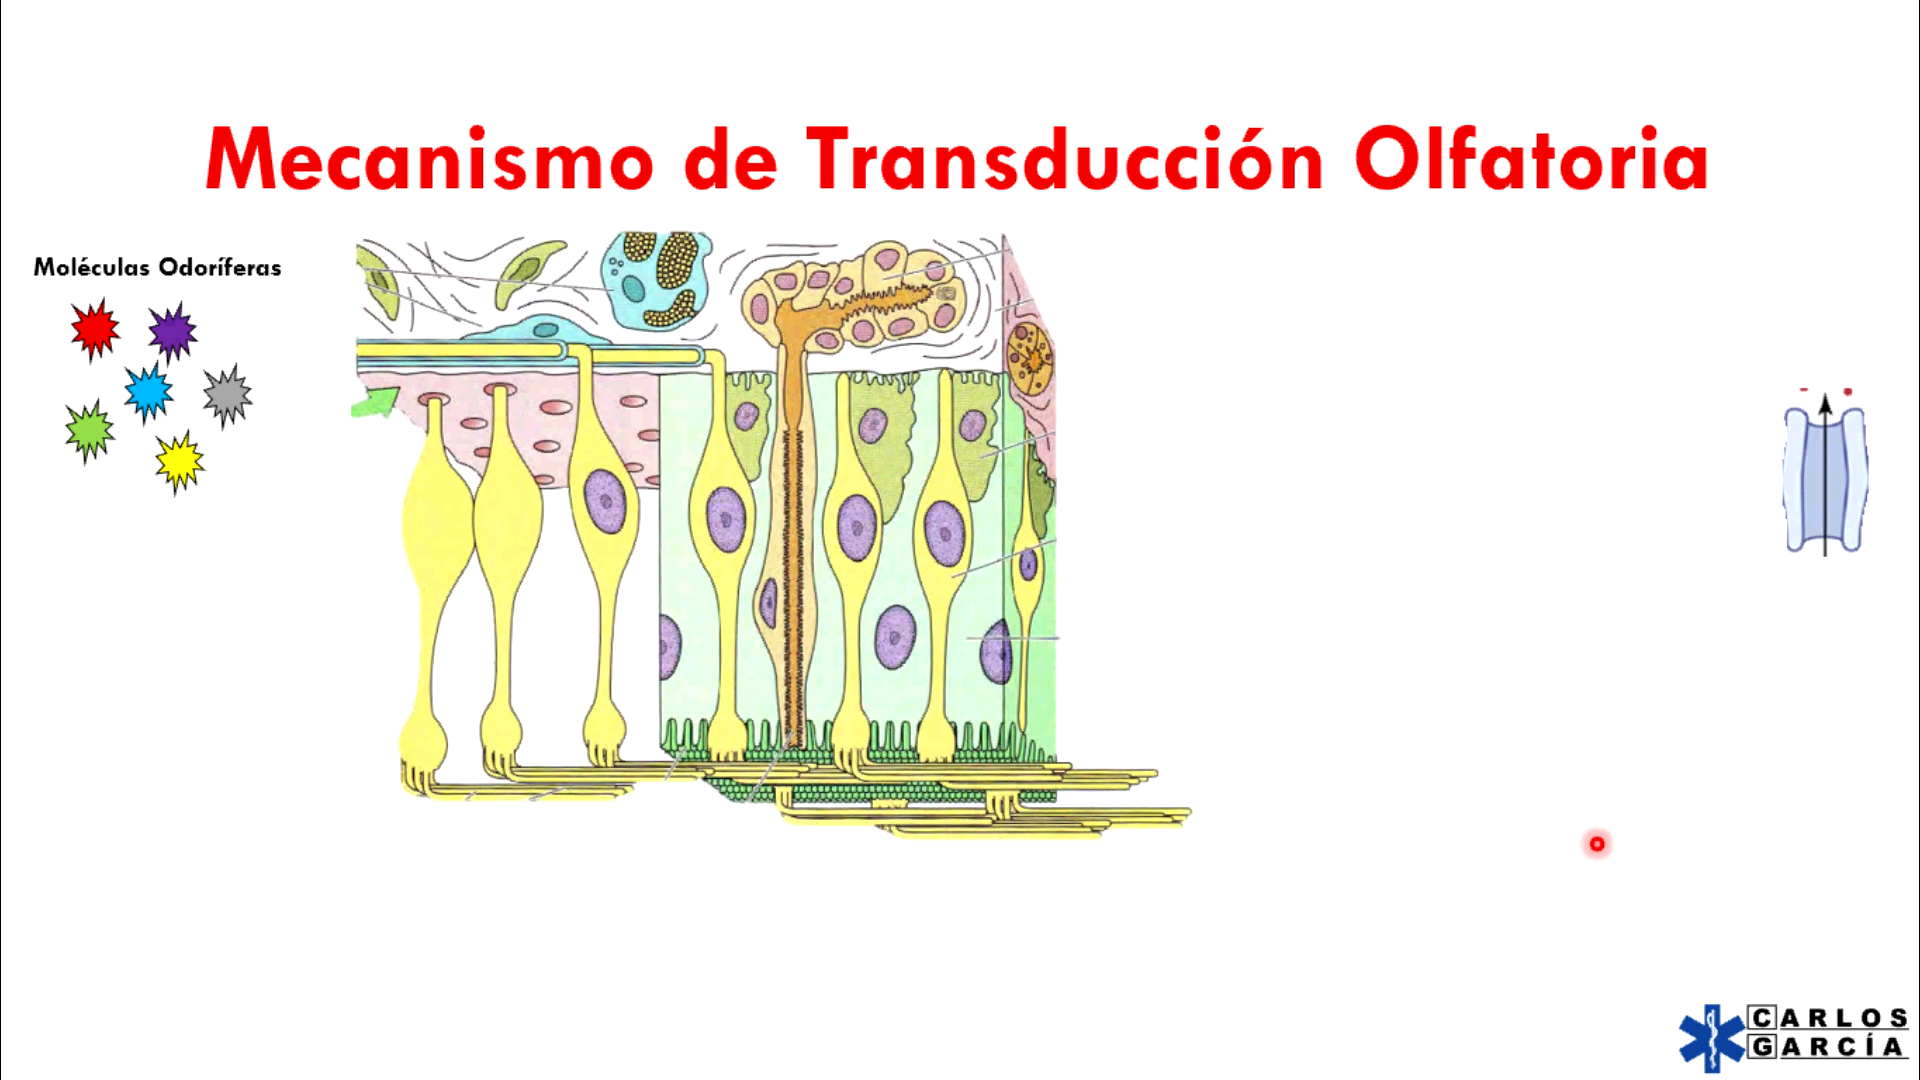 Mecanismo de Transducción Olfatoria
Moléculas Odoríferas
CARLOS
GARCÍA